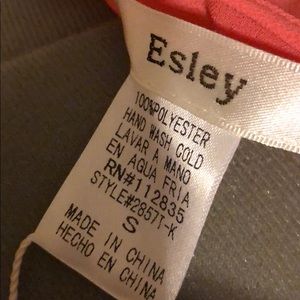 Esley
100%POLYESTER
HAND WASH COLD
LAVAR A MANO
EN AGUA FRIA
RN#112835
STYLE#28571-K
S
MADE IN CHINA
HECHO EN CHINA